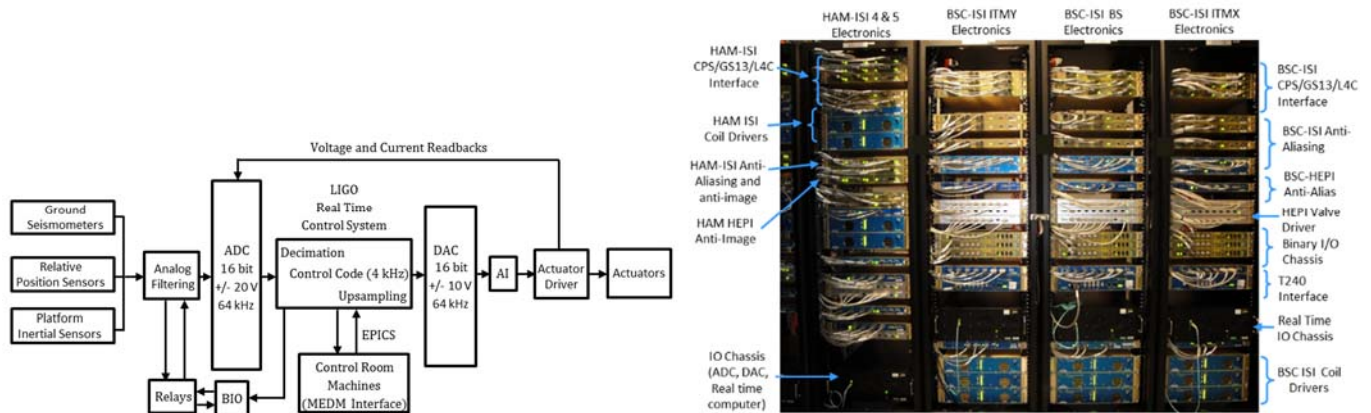 Voltage and Current Readbacks
LIGO
Real Time
Control System
Ground
Seismometers
Relative
Position Sensors
Platform
Inertial Sensors
Analog
Filtering
ADC
16 bit
+/- 20 V
64 kHz
Decimation
Control Code (4 kHz)
Upsampling
DAC
16 bit
+/- 10 V
64 kHz
AI
Actuator
Driver
Actuators
EPICS
Relays
BIO
Control Room
Machines
(MEDM Interface)
HAM-ISI 4 & 5
Electronics
BSC-ISI ITMY
Electronics
BSC-ISI BS
Electronics
BSC-ISI ITMX
Electronics
HAM-ISI
CPS/GS13/L4C
Interface
HAM ISI
Coil Drivers
HAM-ISI Anti-
Aliasing and
anti-image
HAM HEPI
Anti-Image
IO Chassis
(ADC, DAC,
Real time
computer)
BSC-ISI
CPS/GS13/L4C
Interface
BSC-ISI Anti-
Aliasing
BSC-HEPI
Anti-Alias
HEPI Valve
Driver
Binary I/O
Chassis
T240
Interface
Real Time
IO Chassis
BSC ISI Coil
Drivers